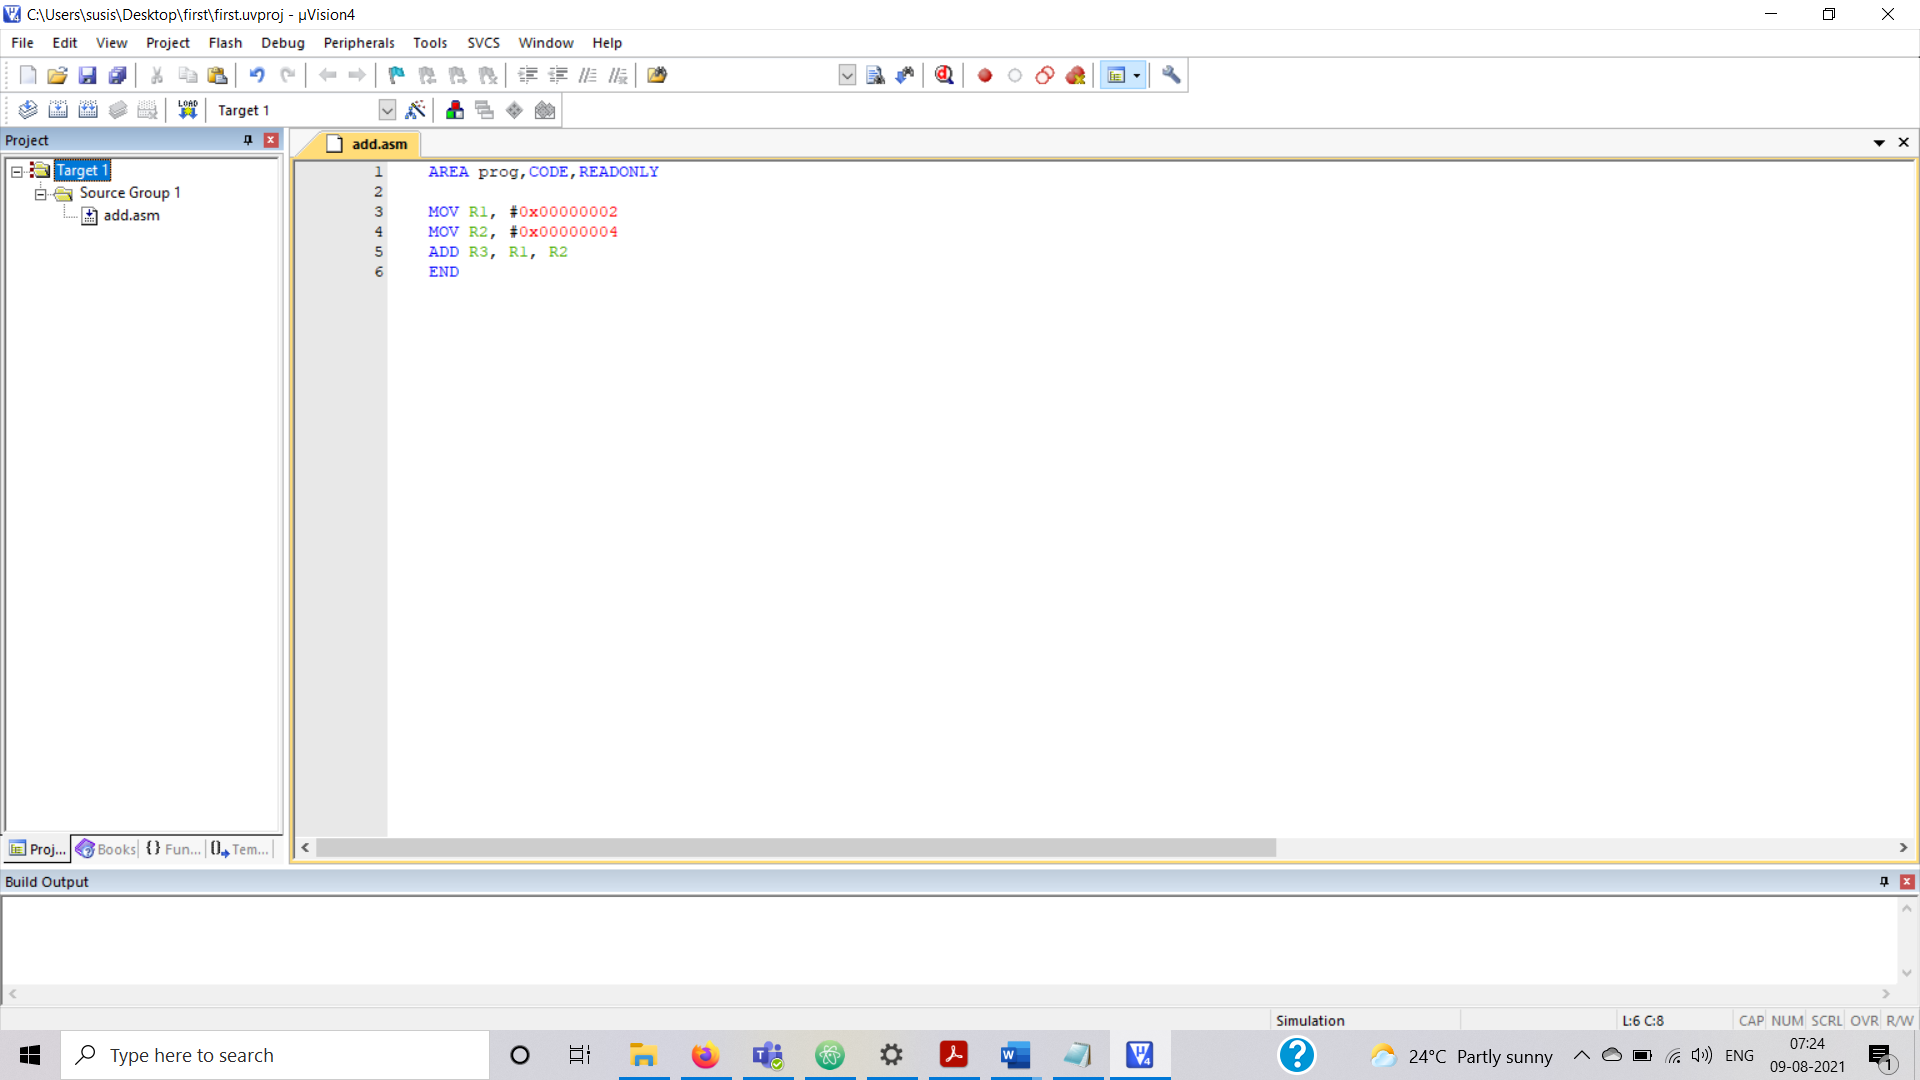 C:\Users\susis\Desktop\first\first.uvproj - µVision4
File Edit View Project Flash Debug Peripherals Tools SVCS Window Help
LOAD Target 1
Project
add.asm
Target 1
Source Group 1
add.asm
1 AREA prog,CODE,READONLY
2
3 MOV R1, #0x00000002
4 MOV R2, #0x00000004
5 ADD R3, R1, R2
6 END
Proj... Books {} Fun... Tem...
Build Output
Simulation L:6 C:8 CAP NUM SCRL OVR R/W
Type here to search
24°C Partly sunny
ENG
07:24
09-08-2021
1